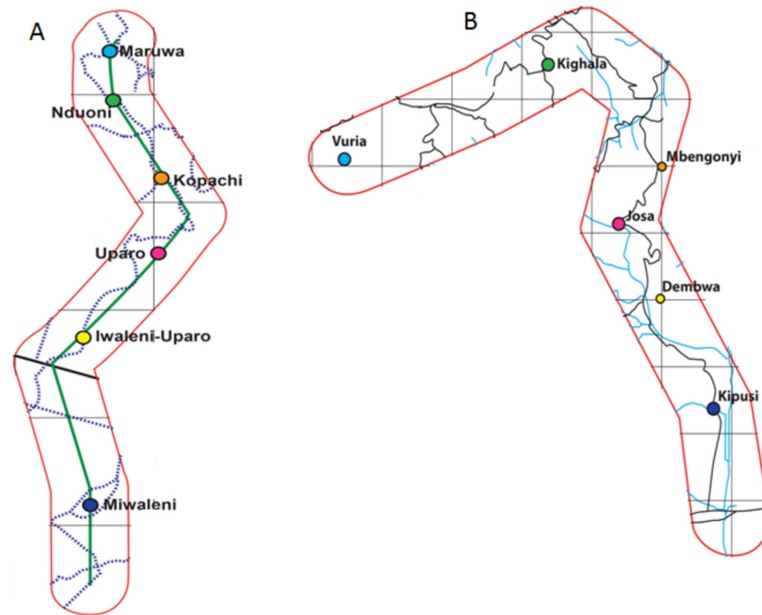 A
Maruwa
Nduoni
Kopachi
Uparo
Iwaleni-Uparo
Miwaleni
B
Kighala
Vuria
Mbengonyi
Josa
Dembwa
Kipusi